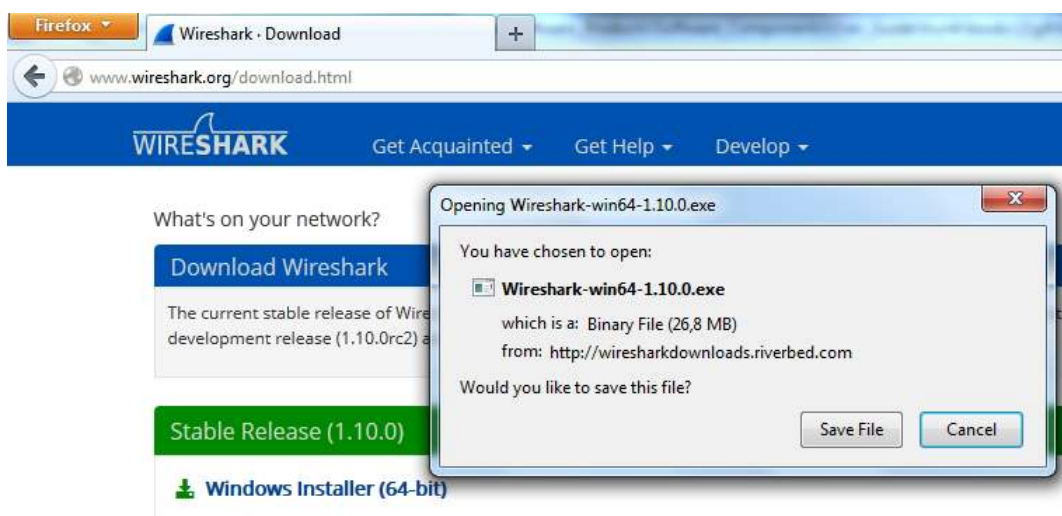 Firefox
Wireshark · Download
+
www.wireshark.org/download.html
WIRESHARK
Get Acquainted
Get Help
Develop
What's on your network?
Download Wireshark
The current stable release of Wire
development release (1.10.0rc2) a
Stable Release (1.10.0)
Windows Installer (64-bit)
Opening Wireshark-win64-1.10.0.exe
X
You have chosen to open:
Wireshark-win64-1.10.0.exe
which is a: Binary File (26,8 MB)
from: http://wiresharkdownloads.riverbed.com
Would you like to save this file?
Save File
Cancel